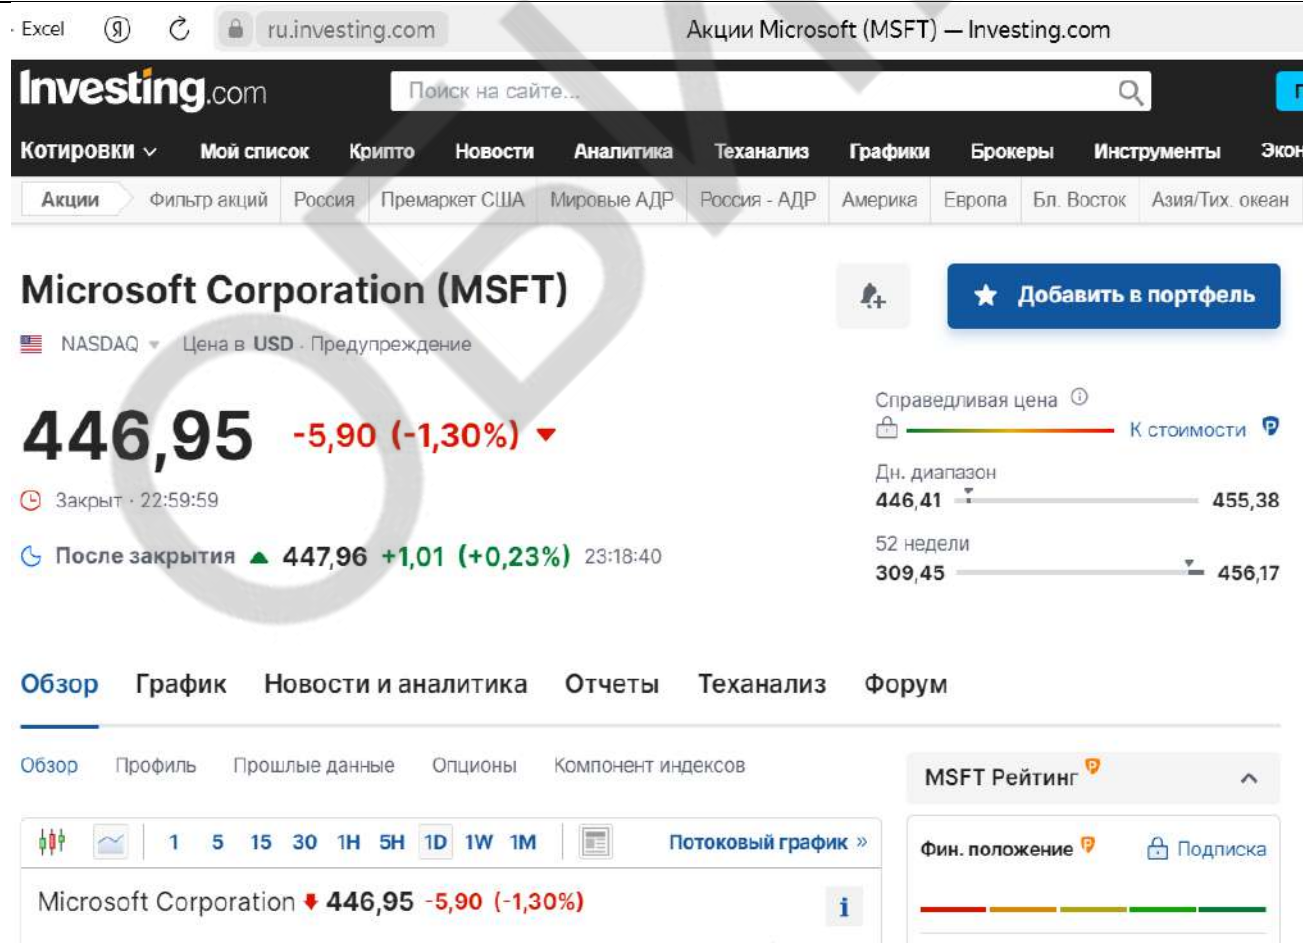 · Excel Я ru.investing.com Акции Microsoft (MSFT) — Investing.com
Investing.com Поиск на сайте...
Котировки Мой список Крипто Новости Аналитика Теханализ Графики Брокеры Инструменты Экон
Акции Фильтр акций Россия Премаркет США Мировые АДР Россия - АДР Америка Европа Бл. Восток Азия/Тих. океан
Microsoft Corporation (MSFT)
Добавить в портфель
NASDAQ Цена в USD · Предупреждение
446,95 -5,90 (-1,30%)
Закрыт · 22:59:59
После закрытия 447,96 +1,01 (+0,23%) 23:18:40
Справедливая цена
К стоимости
Дн. диапазон
446,41 455,38
52 недели
309,45 456,17
Обзор График Новости и аналитика Отчеты Теханализ Форум
Обзор Профиль Прошлые данные Опционы Компонент индексов
MSFT Рейтинг
1 5 15 30 1H 5H 1D 1W 1M Потоковый график »
Фин. положение Подписка
Microsoft Corporation 446,95 -5,90 (-1,30%)